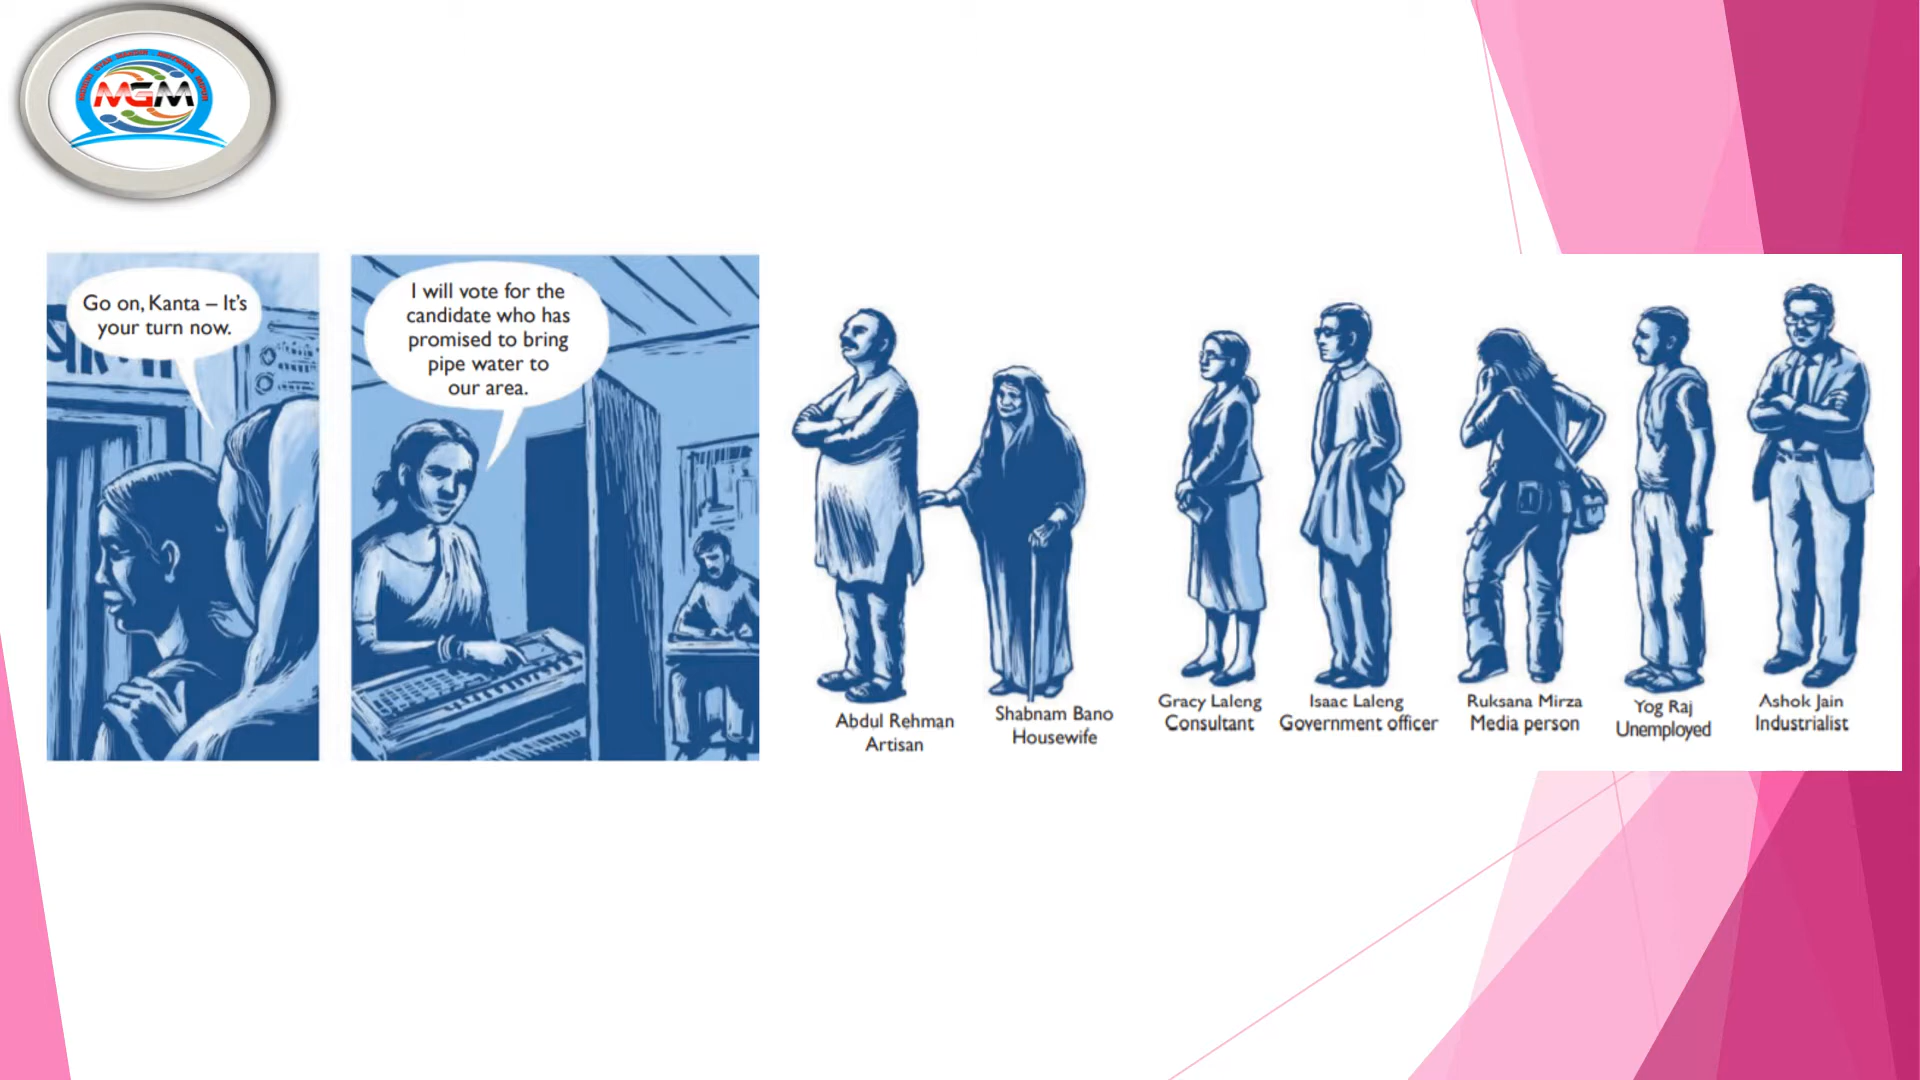 MGM
Go on, Kanta – It's
your turn now.
I will vote for the
candidate who has
promised to bring
pipe water to
our area.
Abdul Rehman
Artisan
Shabnam Bano
Housewife
Gracy Laleng
Consultant
Isaac Laleng
Government officer
Ruksana Mirza
Media person
Yog Raj
Unemployed
Ashok Jain
Industrialist